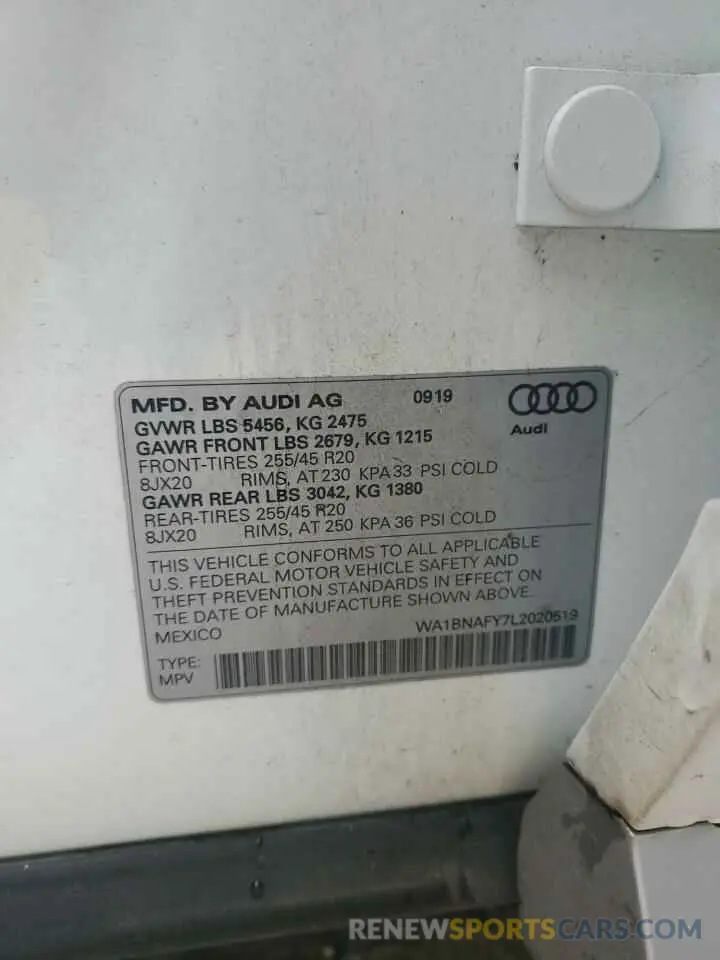 MFD. BY AUDI AG 0919
GVWR LBS 5456, KG 2475
GAWR FRONT LBS 2679, KG 1215
FRONT-TIRES 255/45 R20
8JX20 RIMS, AT 230 KPA 33 PSI COLD
GAWR REAR LBS 3042, KG 1380
REAR-TIRES 255/45 R20
8JX20 RIMS, AT 250 KPA 36 PSI COLD
Audi
THIS VEHICLE CONFORMS TO ALL APPLICABLE
U.S. FEDERAL MOTOR VEHICLE SAFETY AND
THEFT PREVENTION STANDARDS IN EFFECT ON
THE DATE OF MANUFACTURE SHOWN ABOVE.
MEXICO WA1BNAFY7L2020519
TYPE:
MPV
RENEWSPORTSCARS.COM